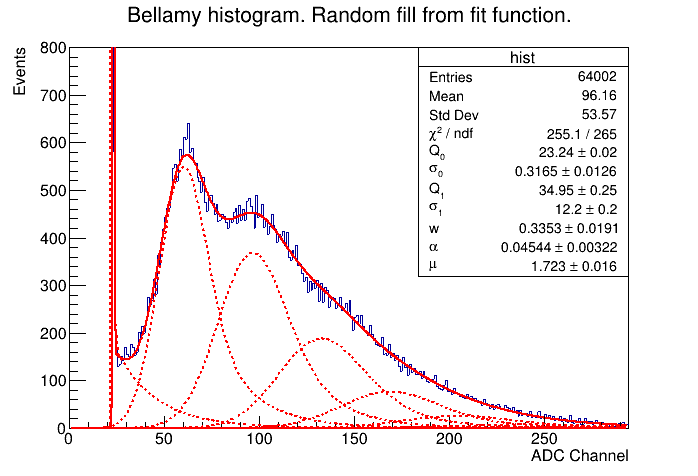 Bellamy histogram. Random fill from fit function.
Events
800
700
600
500
400
300
200
100
0
0 50 100 150 200 250
ADC Channel
hist
Entries 64002
Mean 96.16
Std Dev 53.57
χ² / ndf 255.1 / 265
Q₀ 23.24 ± 0.02
σ₀ 0.3165 ± 0.0126
Q₁ 34.95 ± 0.25
σ₁ 12.2 ± 0.2
w 0.3353 ± 0.0191
α 0.04544 ± 0.00322
μ 1.723 ± 0.016